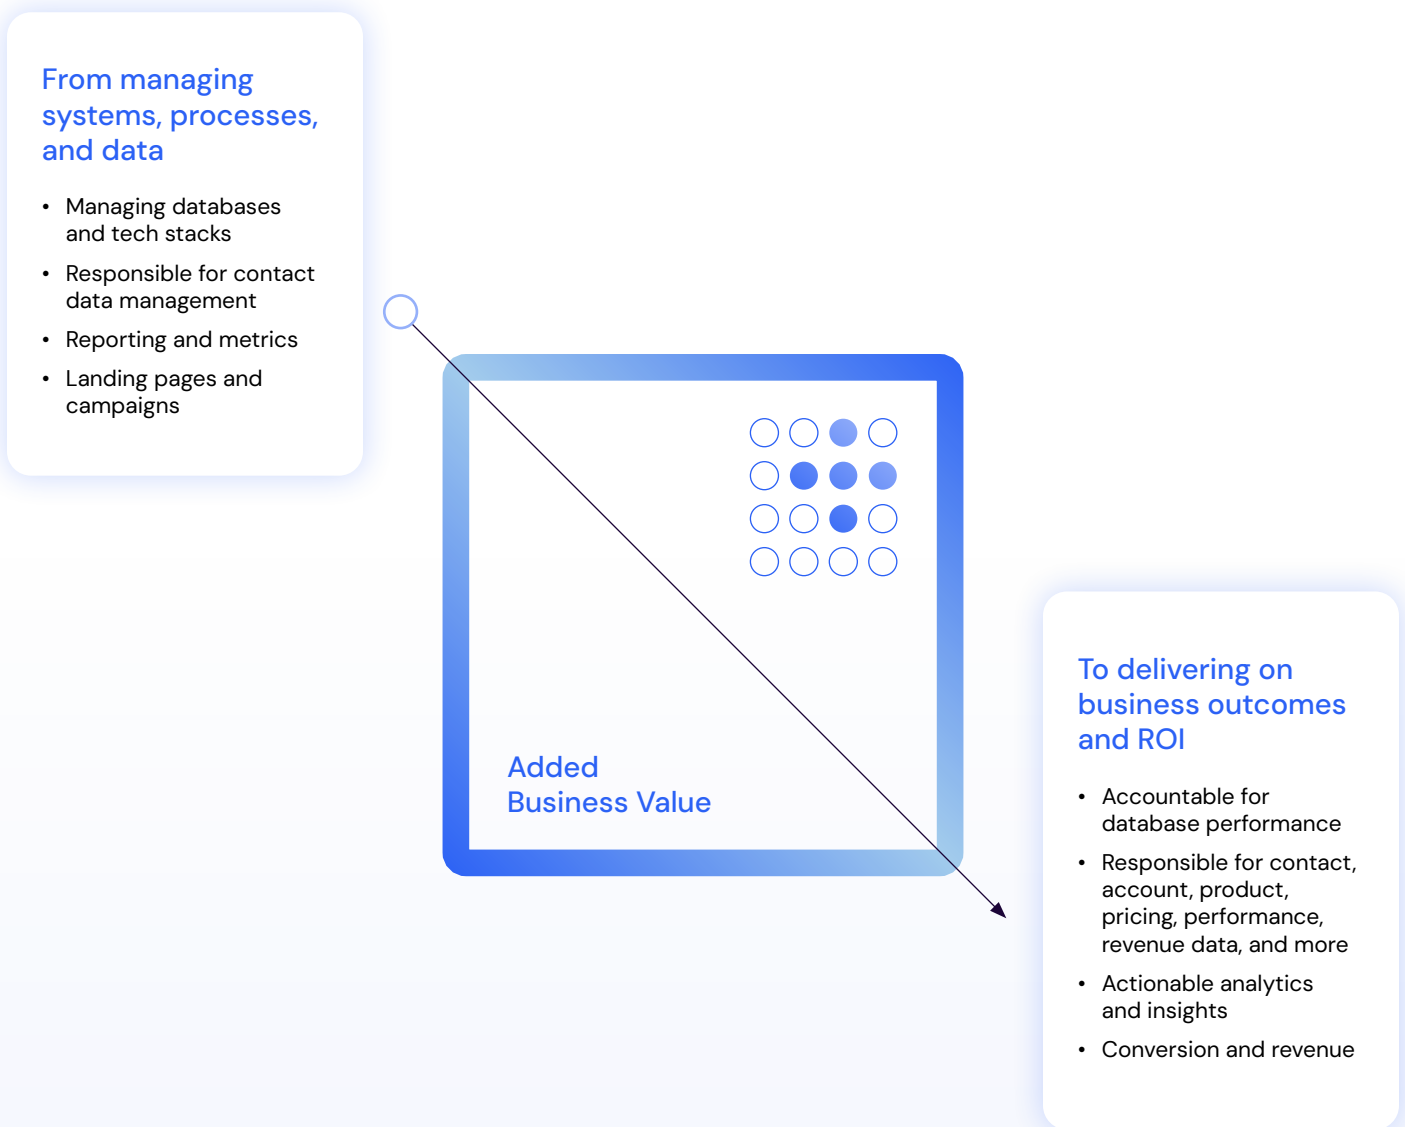 From managing
systems, processes,
and data
• Managing databases
and tech stacks
• Responsible for contact
data management
• Reporting and metrics
• Landing pages and
campaigns
Added
Business Value
To delivering on
business outcomes
and ROI
• Accountable for
database performance
• Responsible for contact,
account, product,
pricing, performance,
revenue data, and more
• Actionable analytics
and insights
• Conversion and revenue